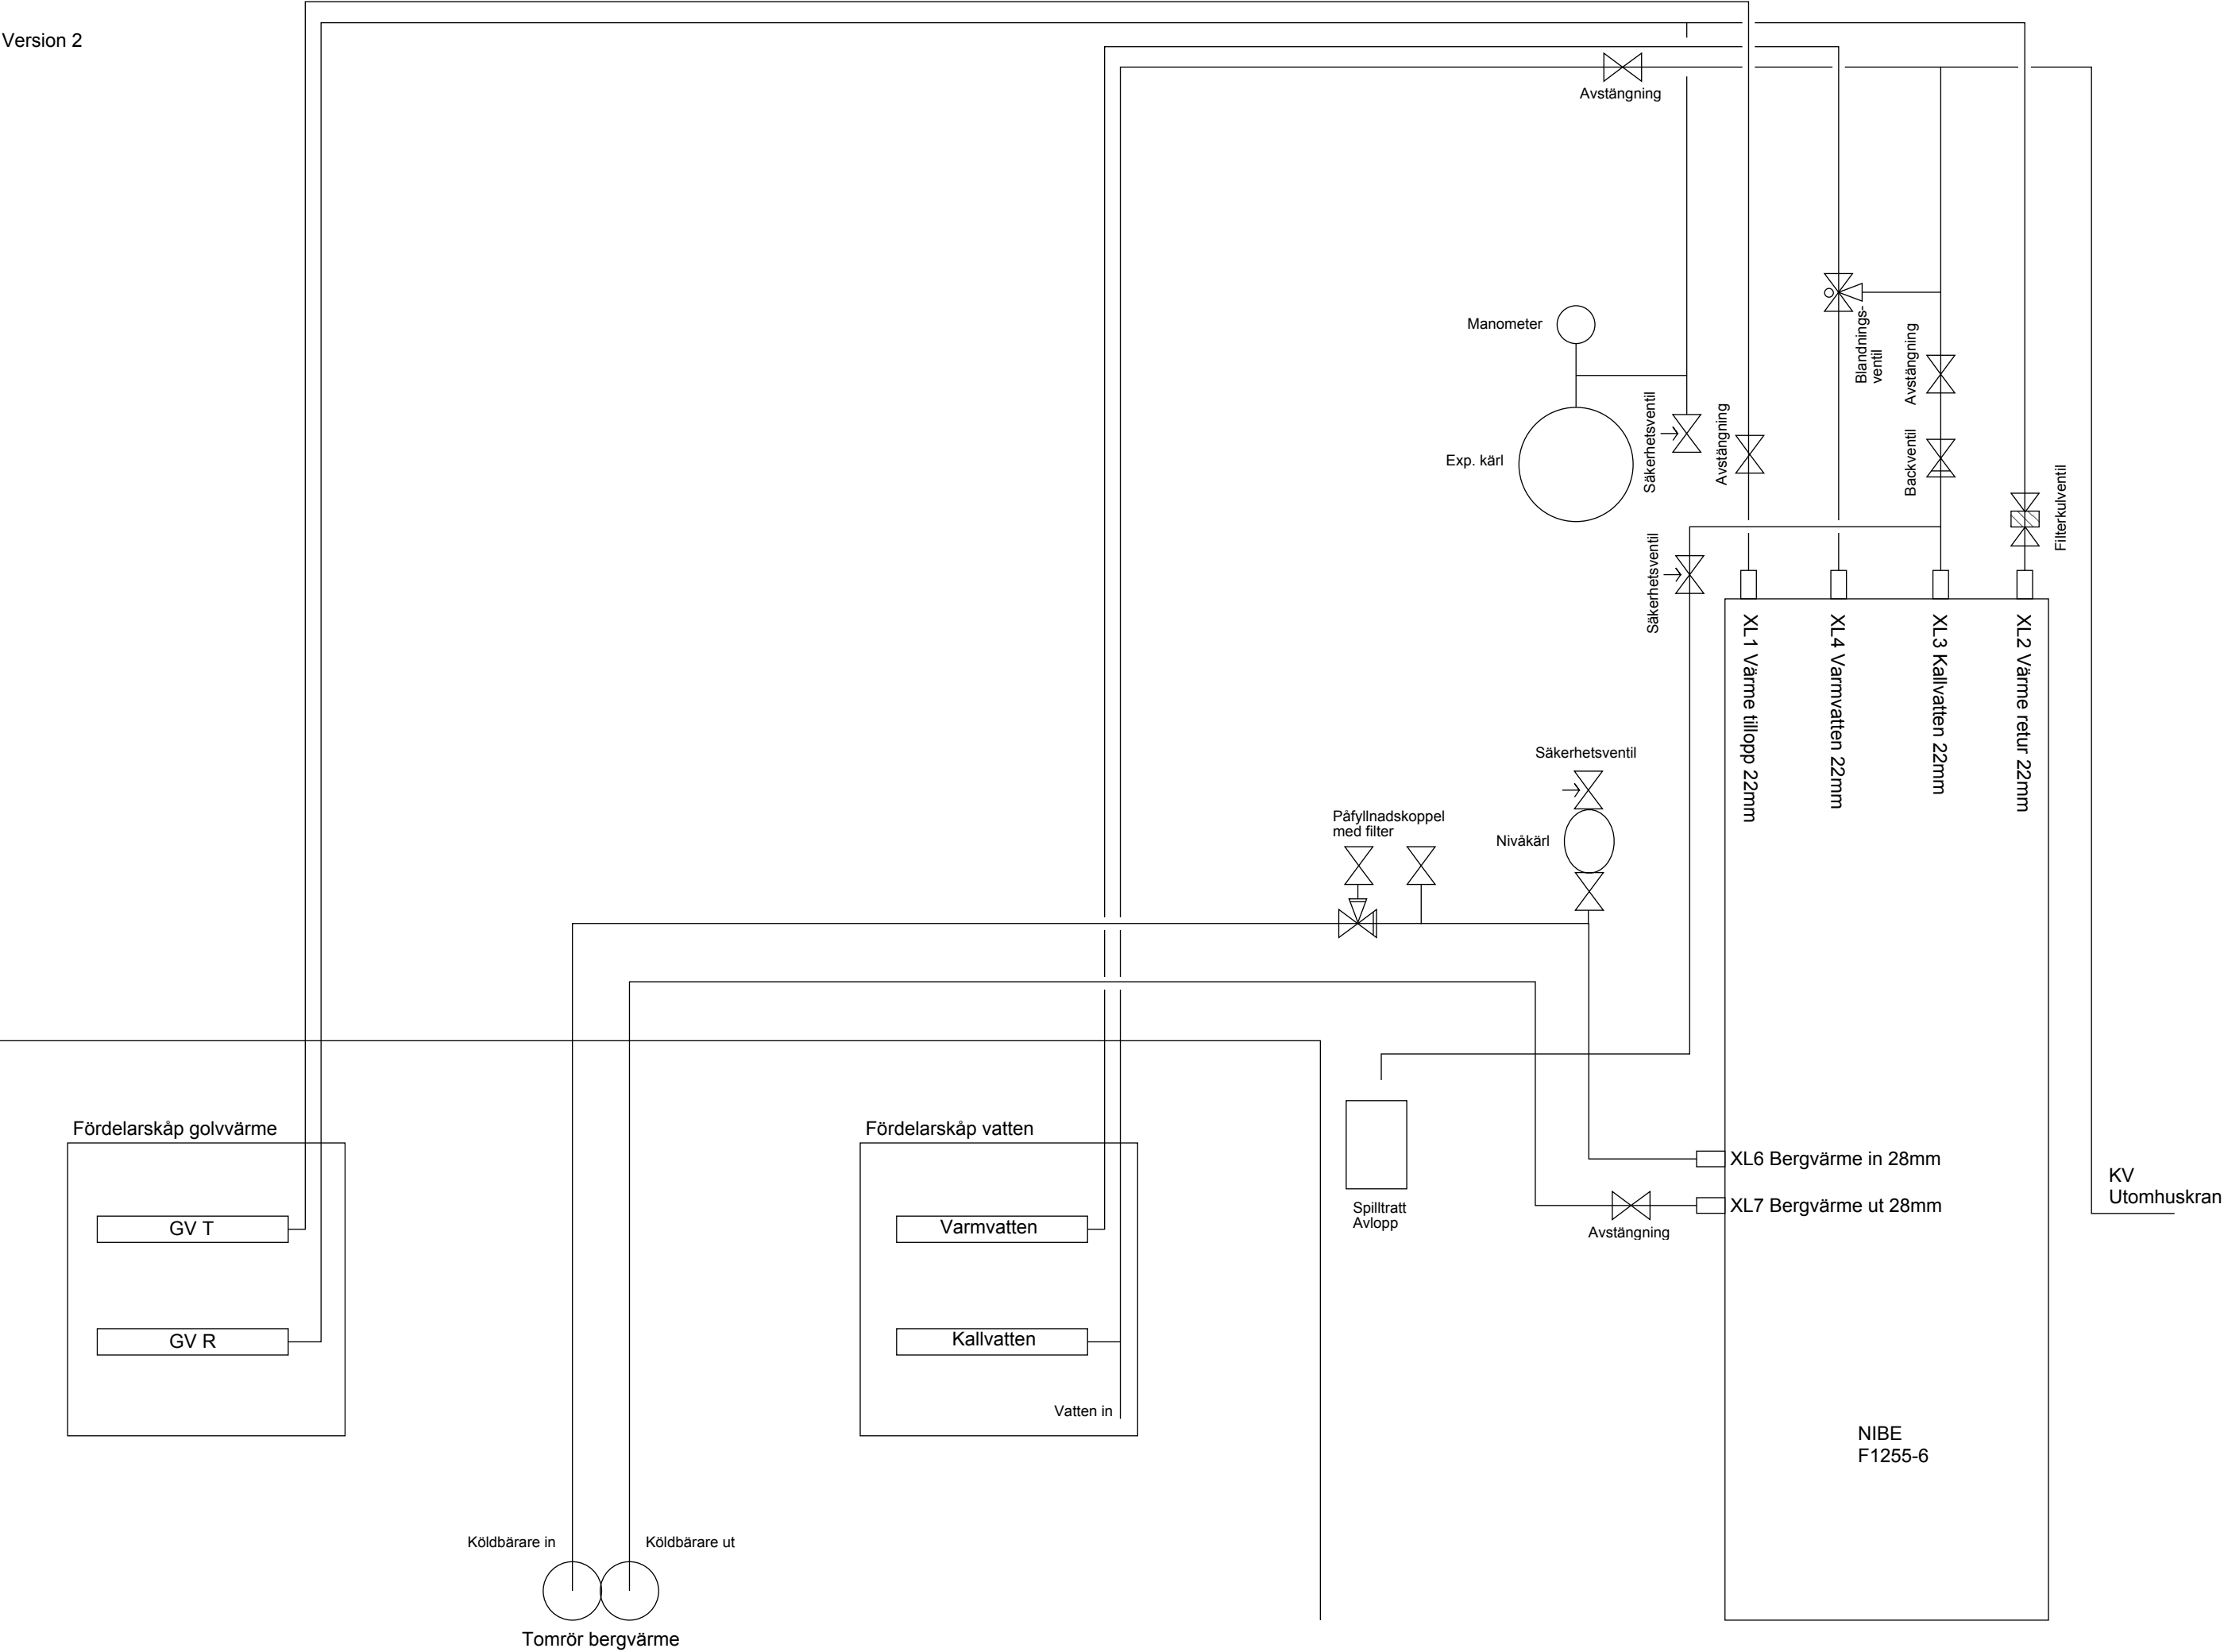 Version 2
Avstängning
Manometer
Exp. kärl
Säkerhetsventil
Avstängning
Blandnings-
ventil
Avstängning
Backventil
Filterkulventil
Säkerhetsventil
XL1 Värme tillopp 22mm
XL4 Varmvatten 22mm
XL3 Kallvatten 22mm
XL2 Värme retur 22mm
Säkerhetsventil
Påfyllnadskoppel
med filter
Nivåkärl
Fördelarskåp golvvärme
GV T
GV R
Fördelarskåp vatten
Varmvatten
Kallvatten
Vatten in
Spilltratt
Avlopp
XL6 Bergvärme in 28mm
XL7 Bergvärme ut 28mm
Avstängning
KV
Utomhuskran
NIBE
F1255-6
Köldbärare in
Köldbärare ut
Tomrör bergvärme